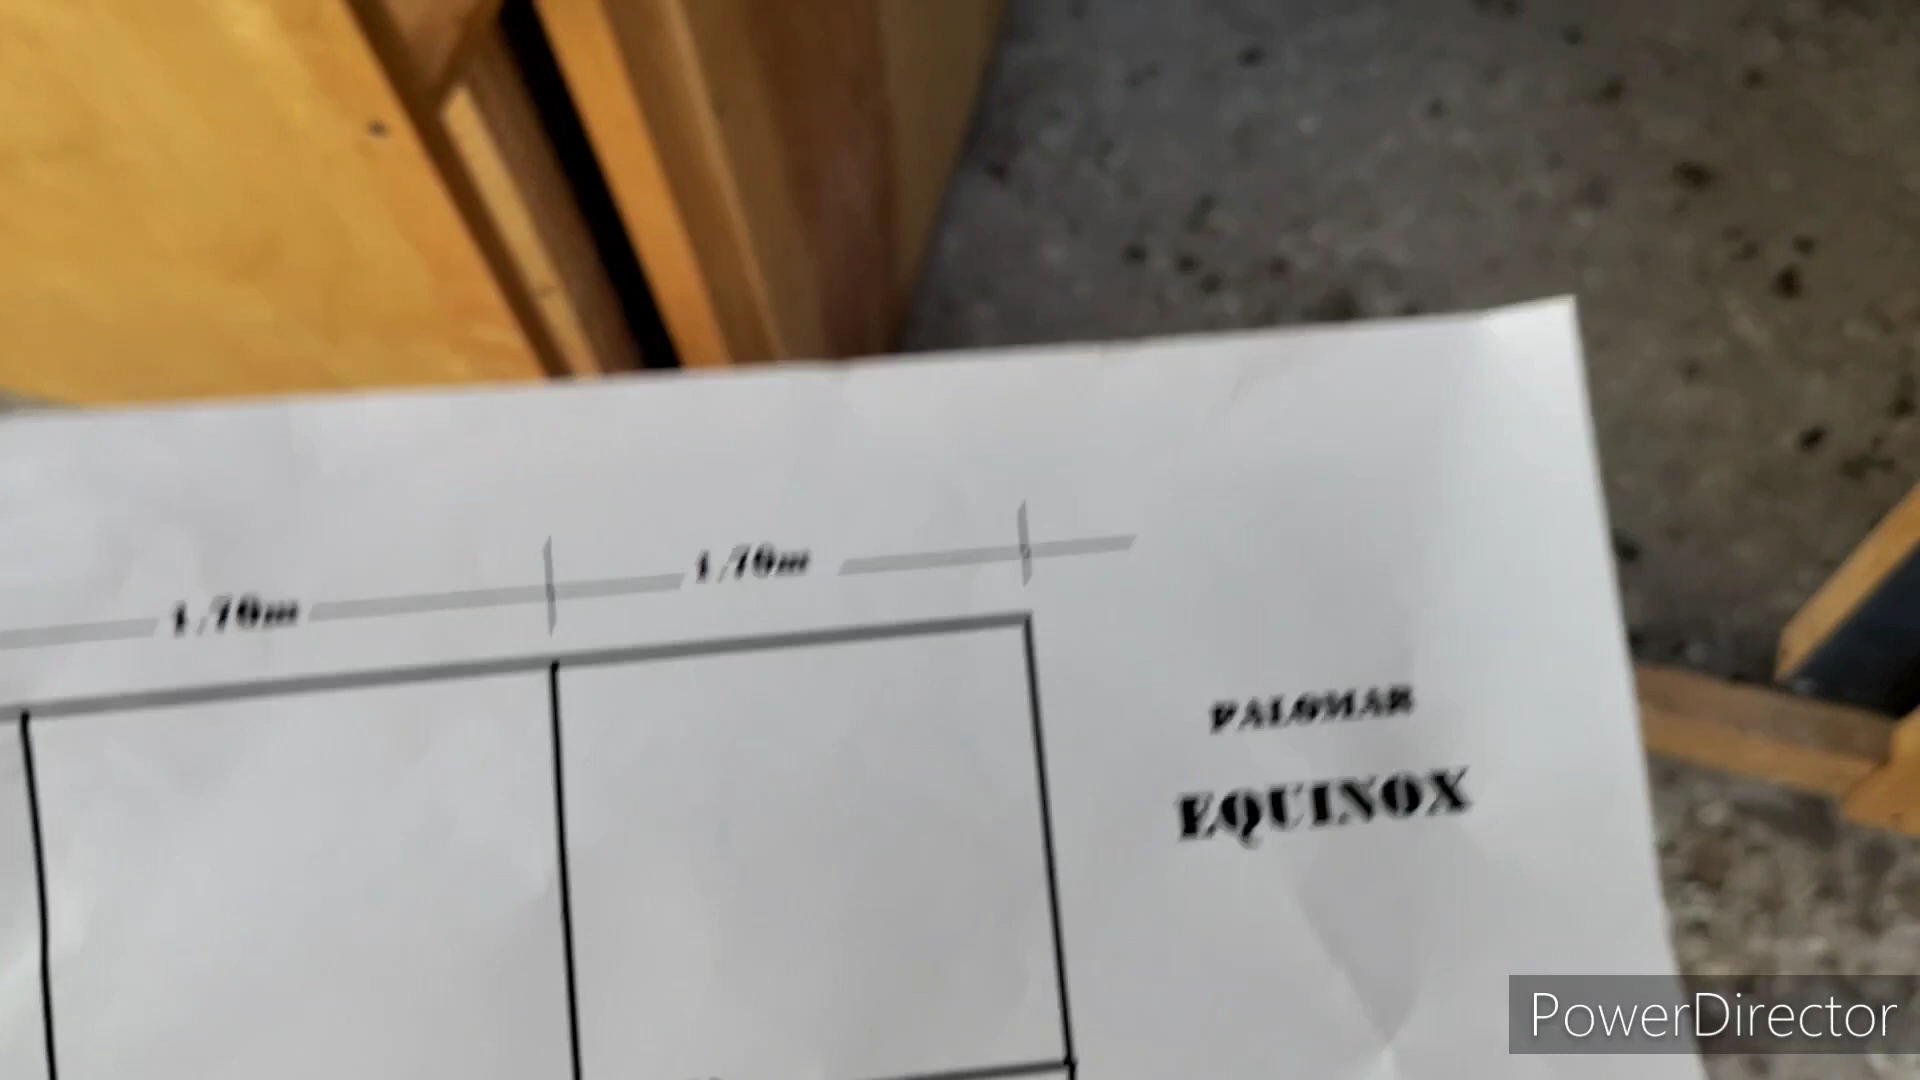 1,70m
1,70m
PALOMAR
EQUINOX
PowerDirector